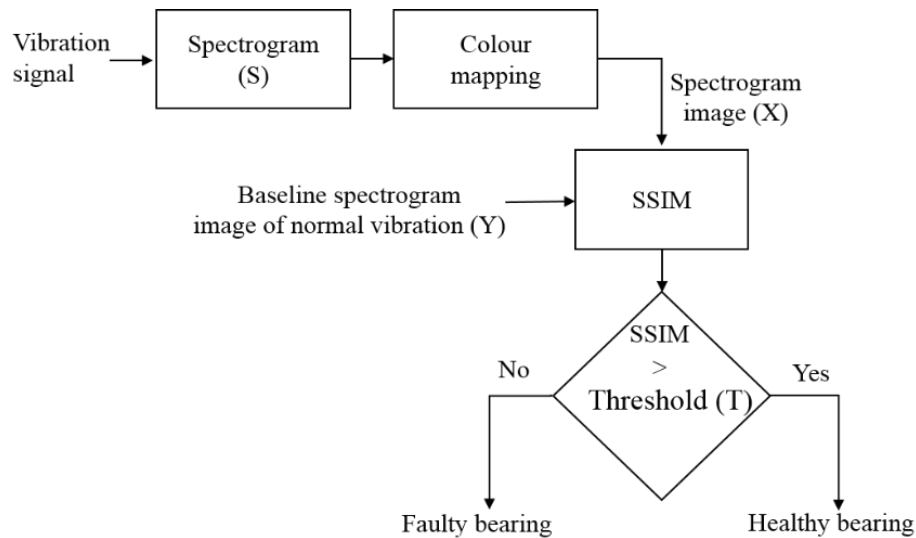 Vibration
signal
Spectrogram
(S)
Colour
mapping
Spectrogram
image (X)
Baseline spectrogram
image of normal vibration (Y)
SSIM
SSIM
>
Threshold (T)
No
Yes
Faulty bearing
Healthy bearing